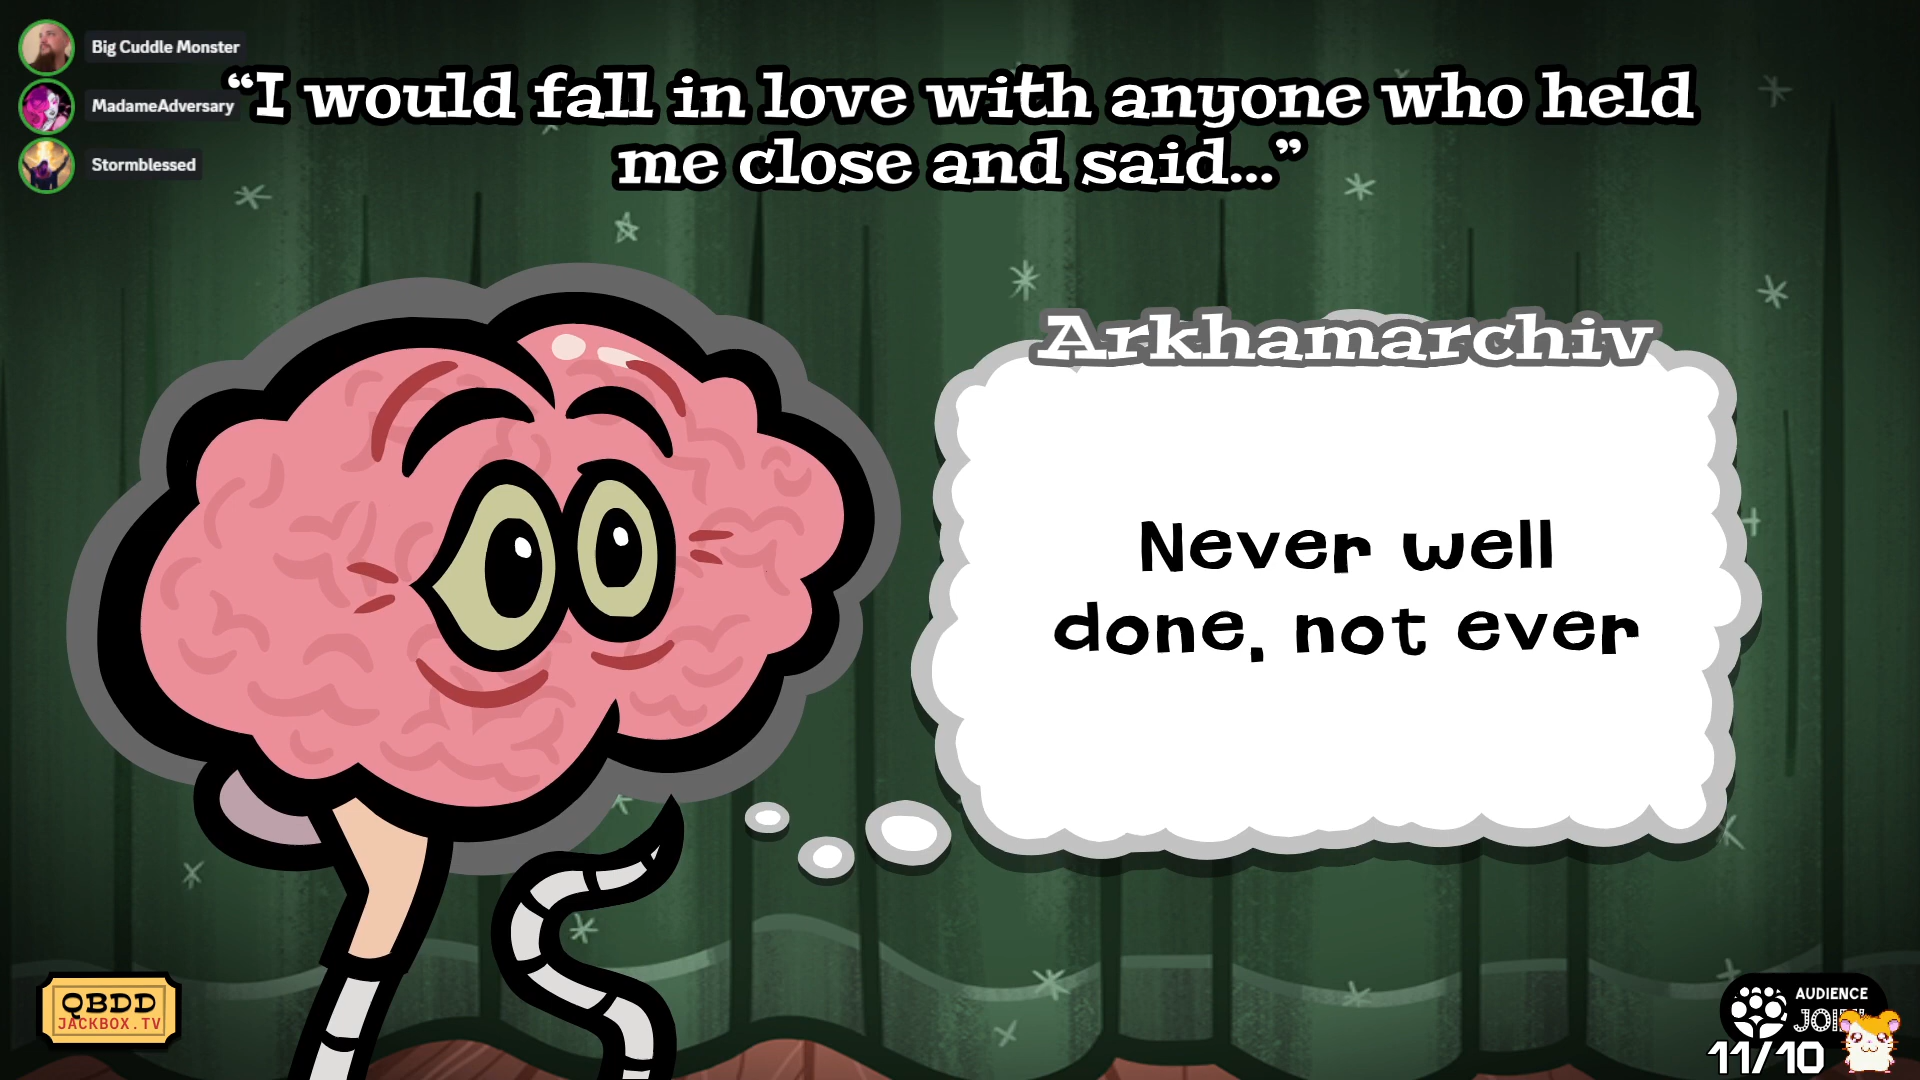 Big Cuddle Monster
MadameAdversary
Stormblessed
“I would fall in love with anyone who held
me close and said...”
Arkhamarchiv
Never well
done, not ever
QBDD
JACKBOX.TV
AUDIENCE
11/10